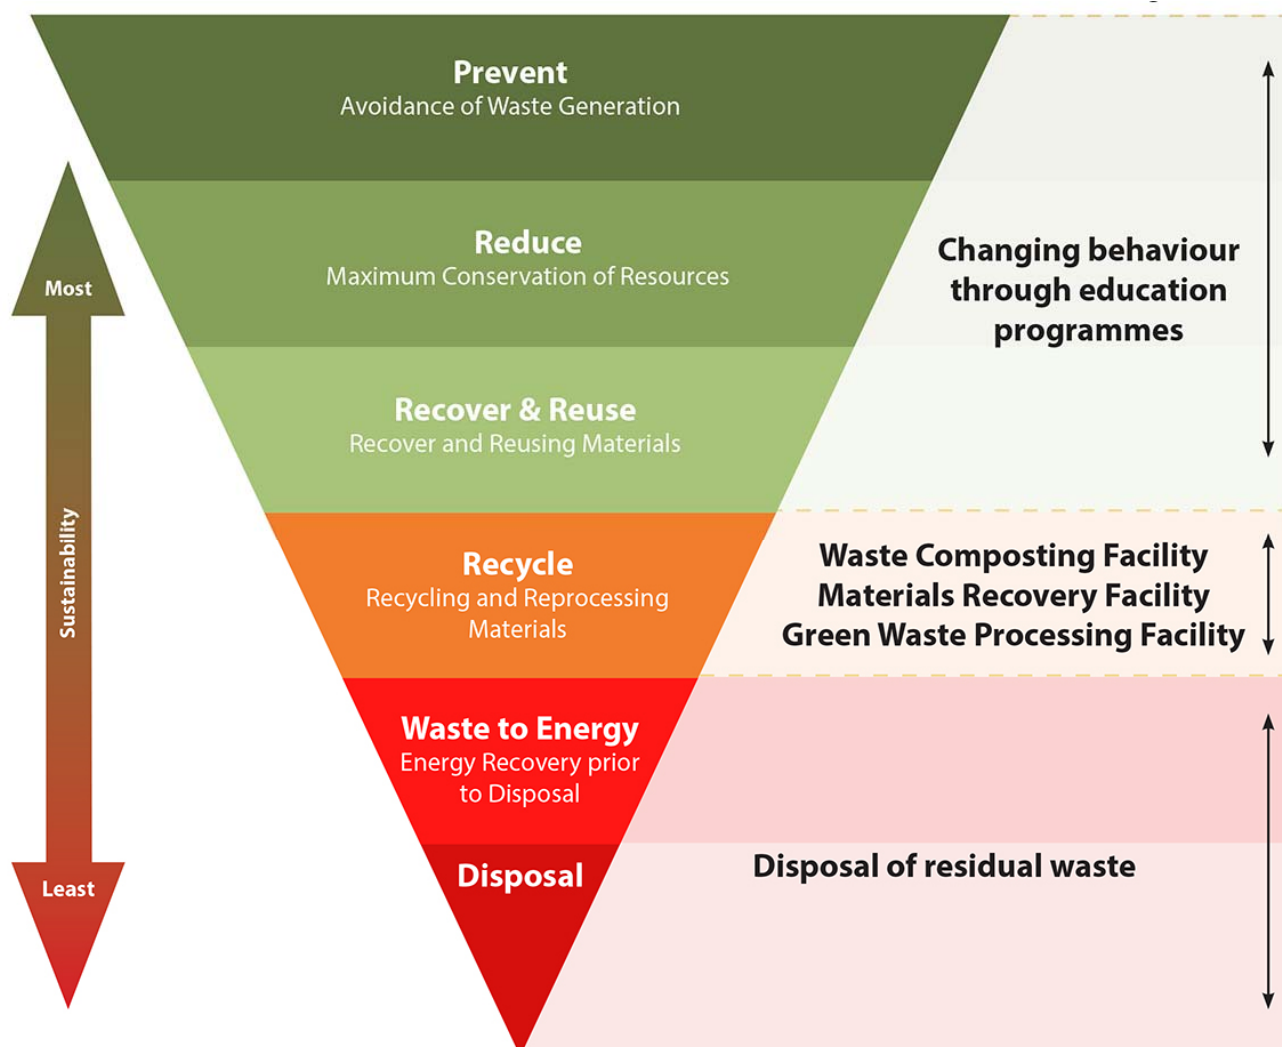 Prevent
Avoidance of Waste Generation
Reduce
Maximum Conservation of Resources
Recover & Reuse
Recover and Reusing Materials
Recycle
Recycling and Reprocessing
Materials
Waste to Energy
Energy Recovery prior
to Disposal
Disposal
Most
Sustainability
Least
Changing behaviour
through education
programmes
Waste Composting Facility
Materials Recovery Facility
Green Waste Processing Facility
Disposal of residual waste